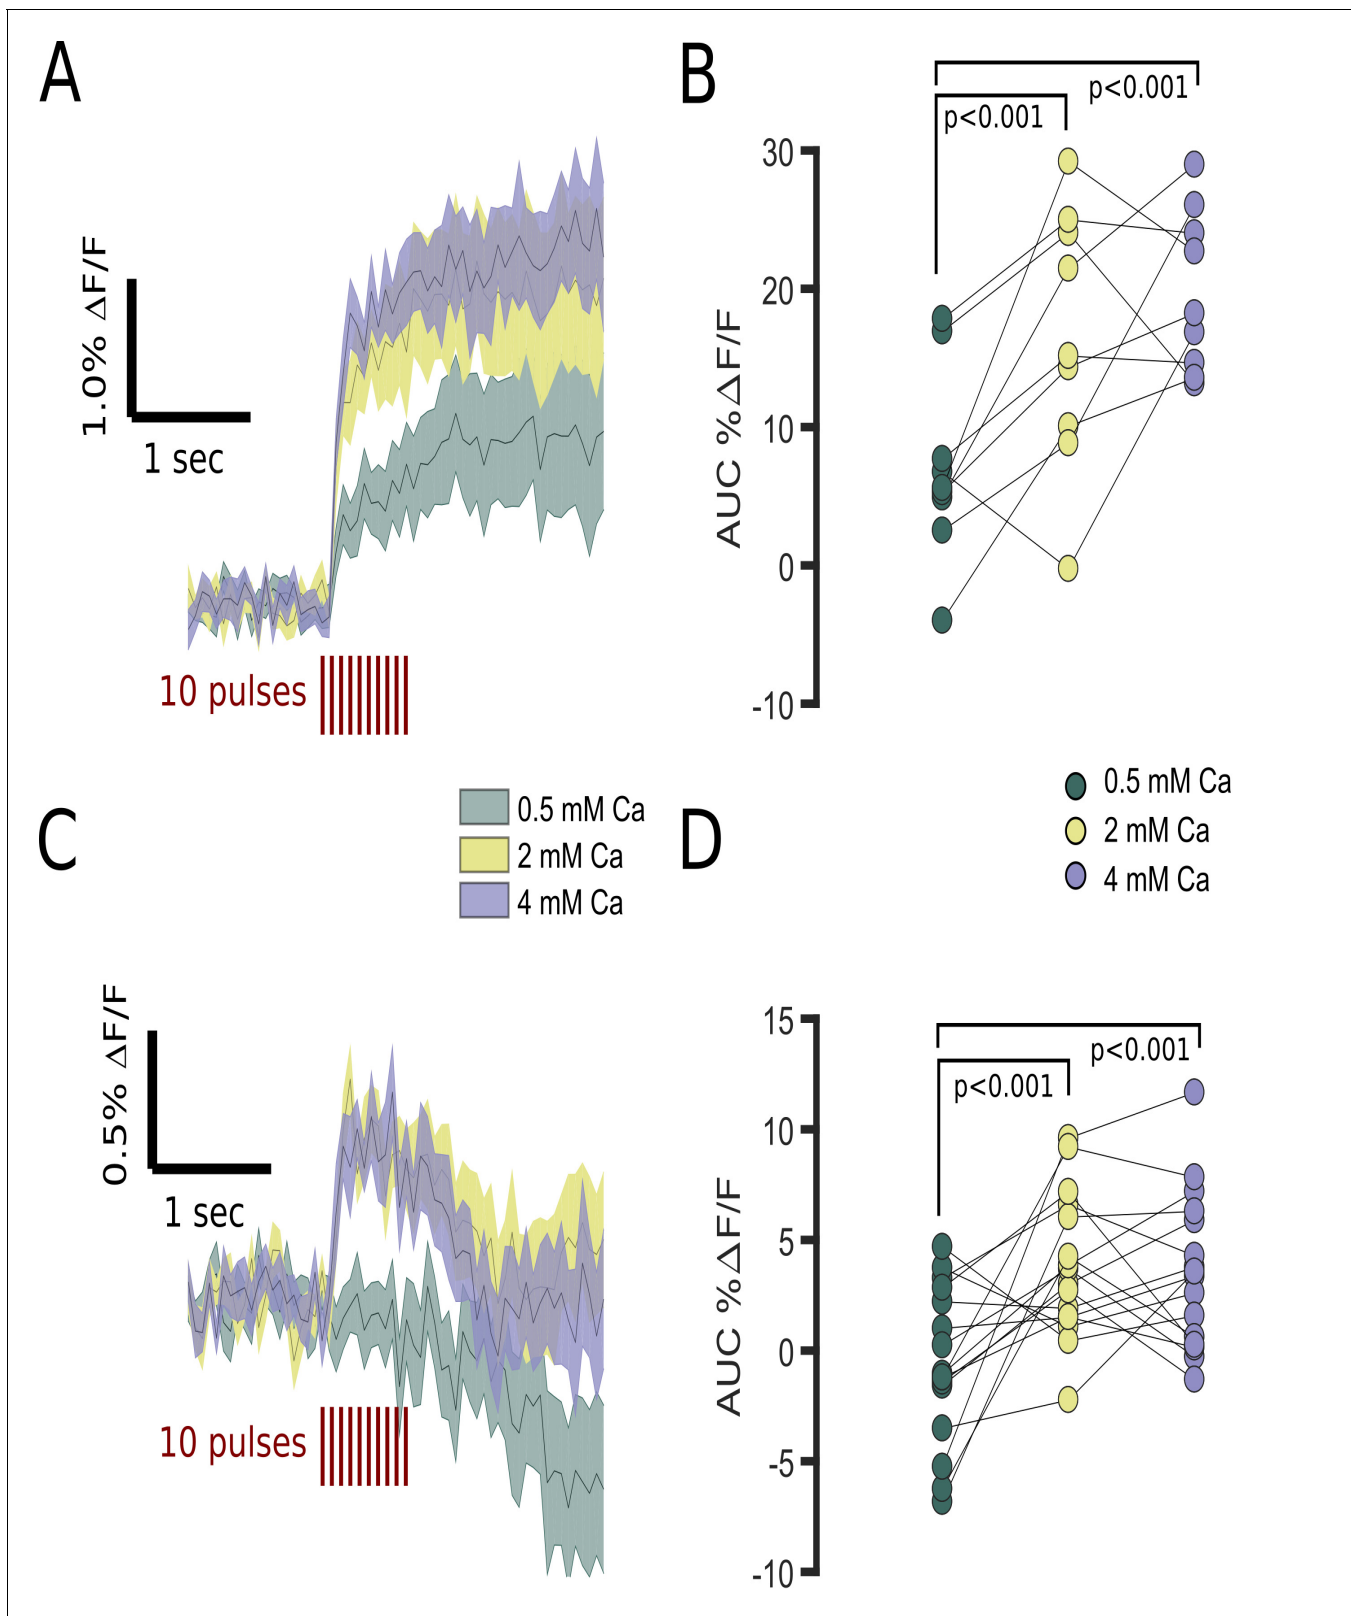 A
1.0% ΔF/F
1 sec
10 pulses
B
p<0.001
p<0.001
AUC %ΔF/F
30
20
10
0
-10
C
0.5 mM Ca
2 mM Ca
4 mM Ca
0.5% ΔF/F
1 sec
10 pulses
D
0.5 mM Ca
2 mM Ca
4 mM Ca
p<0.001
p<0.001
AUC %ΔF/F
15
10
5
0
-5
-10